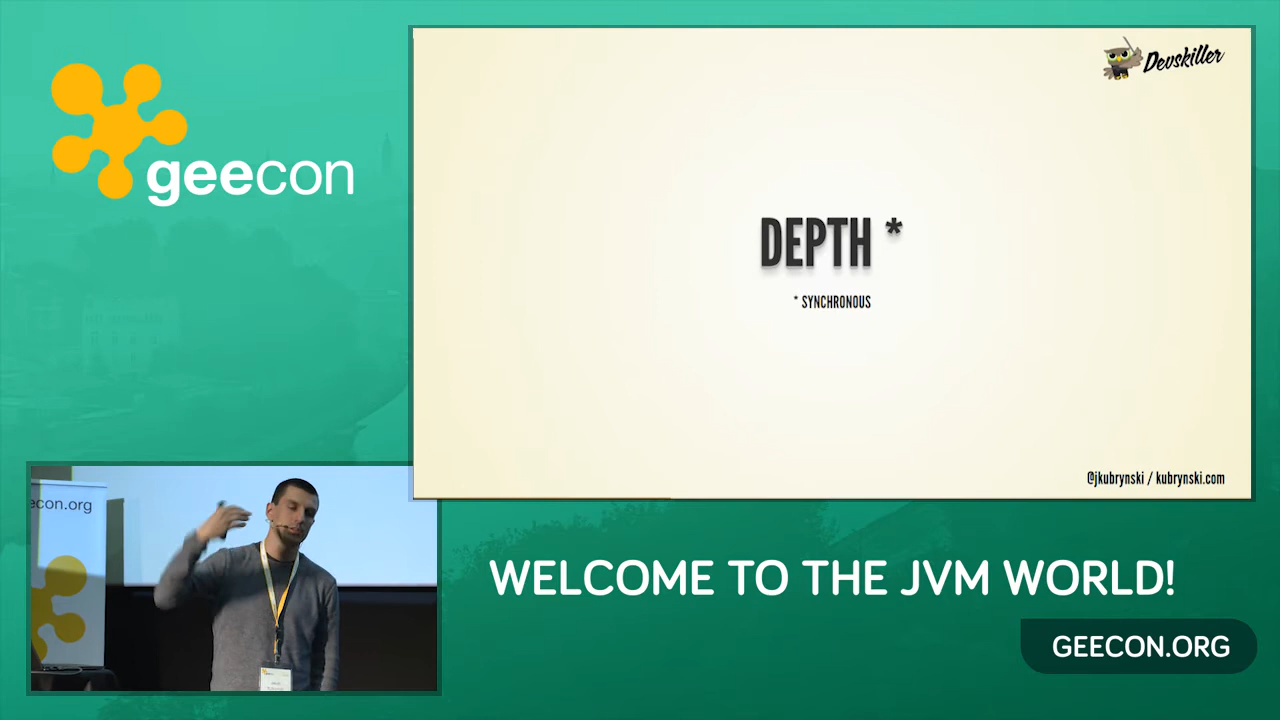 geecon
Devskiller
DEPTH *
* SYNCHRONOUS
@jkubrynski / kubrynski.com
econ.org
WELCOME TO THE JVM WORLD!
GEECON.ORG